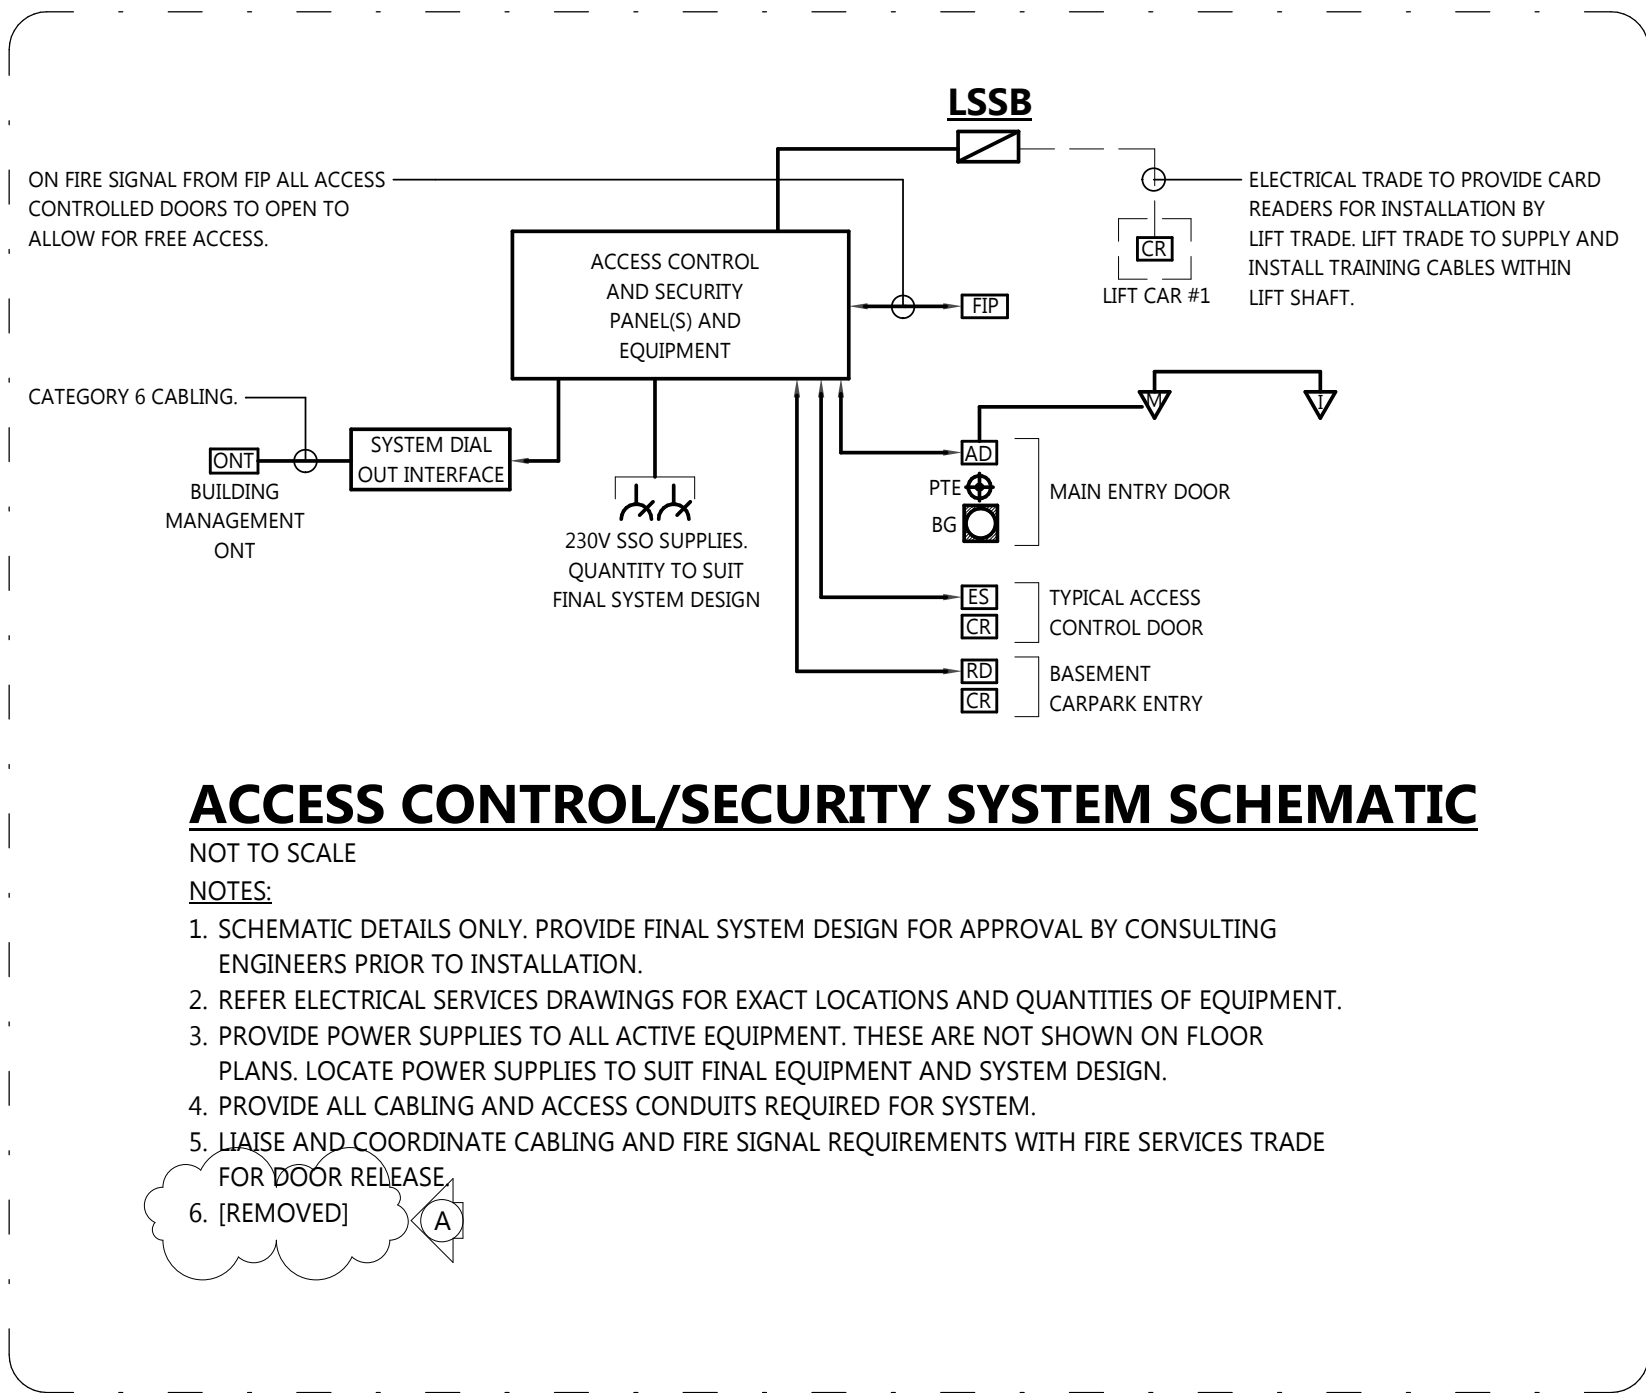 LSSB
ON FIRE SIGNAL FROM FIP ALL ACCESS
CONTROLLED DOORS TO OPEN TO
ALLOW FOR FREE ACCESS.
ELECTRICAL TRADE TO PROVIDE CARD
READERS FOR INSTALLATION BY
LIFT TRADE. LIFT TRADE TO SUPPLY AND
INSTALL TRAINING CABLES WITHIN
LIFT SHAFT.
CR
LIFT CAR #1
ACCESS CONTROL
AND SECURITY
PANEL(S) AND
EQUIPMENT
FIP
CATEGORY 6 CABLING.
SYSTEM DIAL
OUT INTERFACE
ONT
BUILDING
MANAGEMENT
ONT
230V SSO SUPPLIES.
QUANTITY TO SUIT
FINAL SYSTEM DESIGN
M
I
AD
PTE
BG
MAIN ENTRY DOOR
ES
CR
TYPICAL ACCESS
CONTROL DOOR
RD
CR
BASEMENT
CARPARK ENTRY
ACCESS CONTROL/SECURITY SYSTEM SCHEMATIC
NOT TO SCALE
NOTES:
1. SCHEMATIC DETAILS ONLY. PROVIDE FINAL SYSTEM DESIGN FOR APPROVAL BY CONSULTING
ENGINEERS PRIOR TO INSTALLATION.
2. REFER ELECTRICAL SERVICES DRAWINGS FOR EXACT LOCATIONS AND QUANTITIES OF EQUIPMENT.
3. PROVIDE POWER SUPPLIES TO ALL ACTIVE EQUIPMENT. THESE ARE NOT SHOWN ON FLOOR
PLANS. LOCATE POWER SUPPLIES TO SUIT FINAL EQUIPMENT AND SYSTEM DESIGN.
4. PROVIDE ALL CABLING AND ACCESS CONDUITS REQUIRED FOR SYSTEM.
5. LIAISE AND COORDINATE CABLING AND FIRE SIGNAL REQUIREMENTS WITH FIRE SERVICES TRADE
FOR DOOR RELEASE.
6. [REMOVED]
A